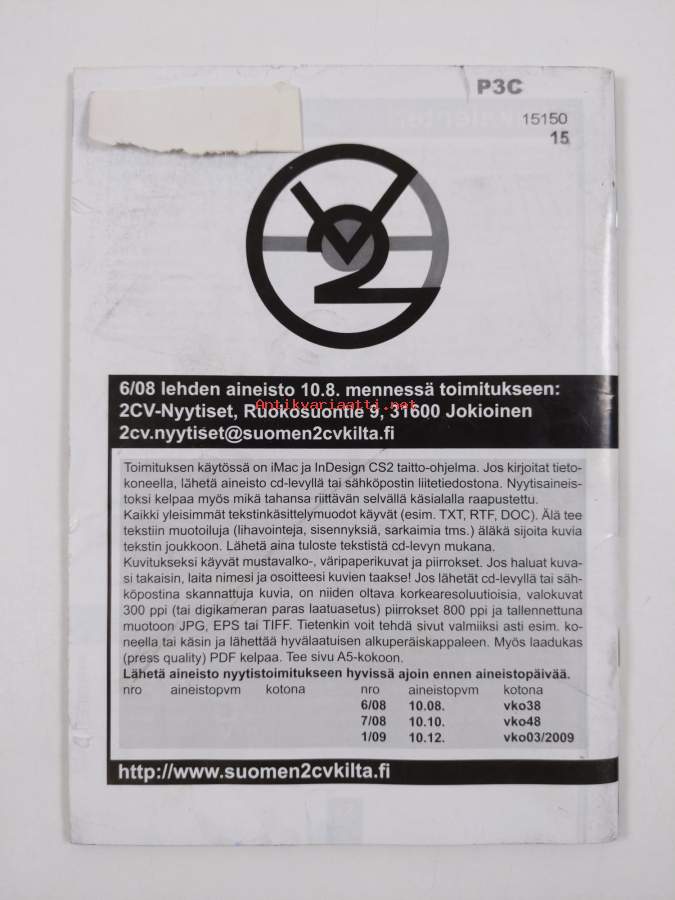 P3C
15150
15
6/08 lehden aineisto 10.8. mennessä toimitukseen:
2CV-Nyytiset, Ruokosuontie 9, 31600 Jokioinen
Antikvariaatti.net
2cv.nyytiset@suomen2cvkilta.fi
Toimituksen käytössä on iMac ja InDesign CS2 taitto-ohjelma. Jos kirjoitat tieto-
koneella, lähetä aineisto cd-levyllä tai sähköpostin liitetiedostona. Nyytisaineis-
toksi kelpaa myös mikä tahansa riittävän selvällä käsialalla raapustettu.
Kaikki yleisimmät tekstinkäsittelymuodot käyvät (esim. TXT, RTF, DOC). Älä tee
tekstiin muotoiluja (lihavointeja, sisennyksiä, sarkaimia tms.) äläkä sijoita kuvia
tekstin joukkoon. Lähetä aina tuloste tekstistä cd-levyn mukana.
Kuvitukseksi käyvät mustavalko-, väripaperikuvat ja piirrokset. Jos haluat kuva-
si takaisin, laita nimesi ja osoitteesi kuvien taakse! Jos lähetät cd-levyllä tai säh-
köpostina skannattuja kuvia, on niiden oltava korkearesoluutioisia, valokuvat
300 ppi (tai digikameran paras laatuasetus) piirrokset 800 ppi ja tallennettuna
muotoon JPG, EPS tai TIFF. Tietenkin voit tehdä sivut valmiiksi asti esim. ko-
neella tai käsin ja lähettää hyvälaatuisen alkuperäiskappaleen. Myös laadukas
(press quality) PDF kelpaa. Tee sivu A5-kokoon.
Lähetä aineisto nyytistoimitukseen hyvissä ajoin ennen aineistopäivää.
nro aineistopvm kotona nro aineistopvm kotona
6/08 10.08. vko38
7/08 10.10. vko48
1/09 10.12. vko03/2009
http://www.suomen2cvkilta.fi